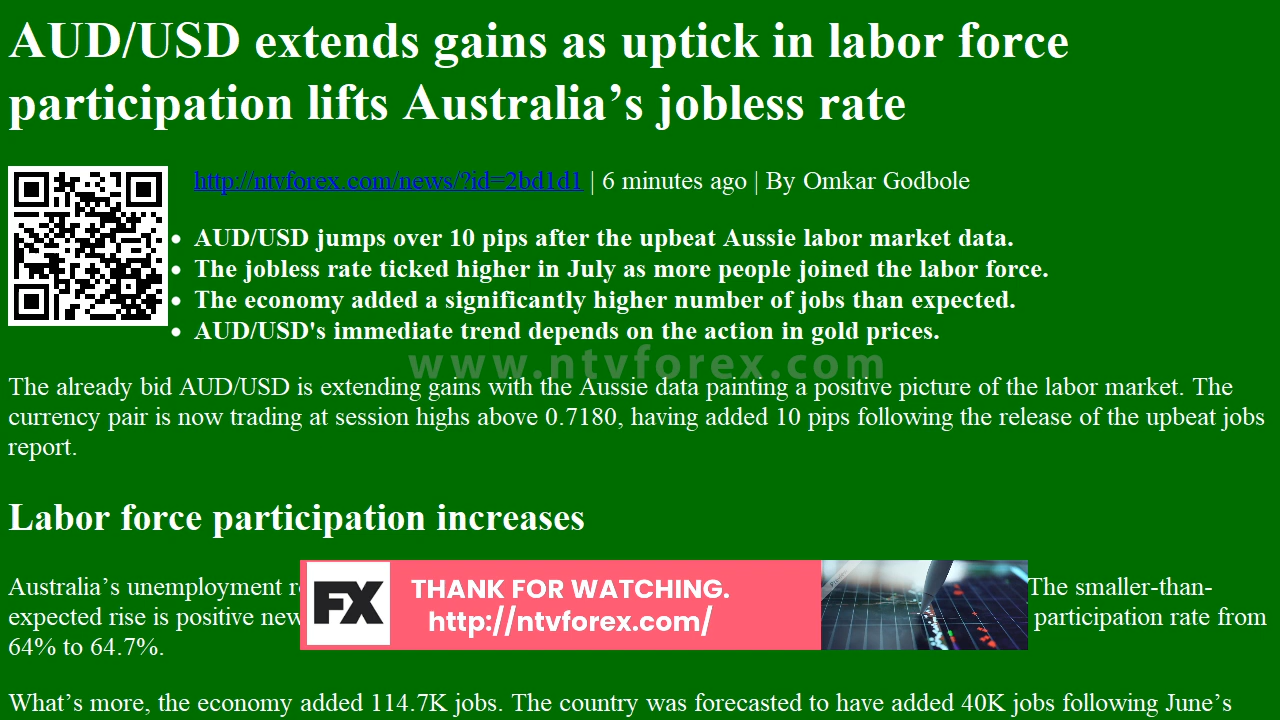 AUD/USD extends gains as uptick in labor force
participation lifts Australia’s jobless rate
http://ntvforex.com/news/?id=2bd1d1 | 6 minutes ago | By Omkar Godbole
• AUD/USD jumps over 10 pips after the upbeat Aussie labor market data.
• The jobless rate ticked higher in July as more people joined the labor force.
• The economy added a significantly higher number of jobs than expected.
• AUD/USD's immediate trend depends on the action in gold prices.
www.ntvforex.com
The already bid AUD/USD is extending gains with the Aussie data painting a positive picture of the labor market. The
currency pair is now trading at session highs above 0.7180, having added 10 pips following the release of the upbeat jobs
report.
Labor force participation increases
Australia’s unemployment The smaller-than-
expected rise is positive participation rate from
64% to 64.7%.
FX
THANK FOR WATCHING.
http://ntvforex.com/
What’s more, the economy added 114.7K jobs. The country was forecasted to have added 40K jobs following June’s